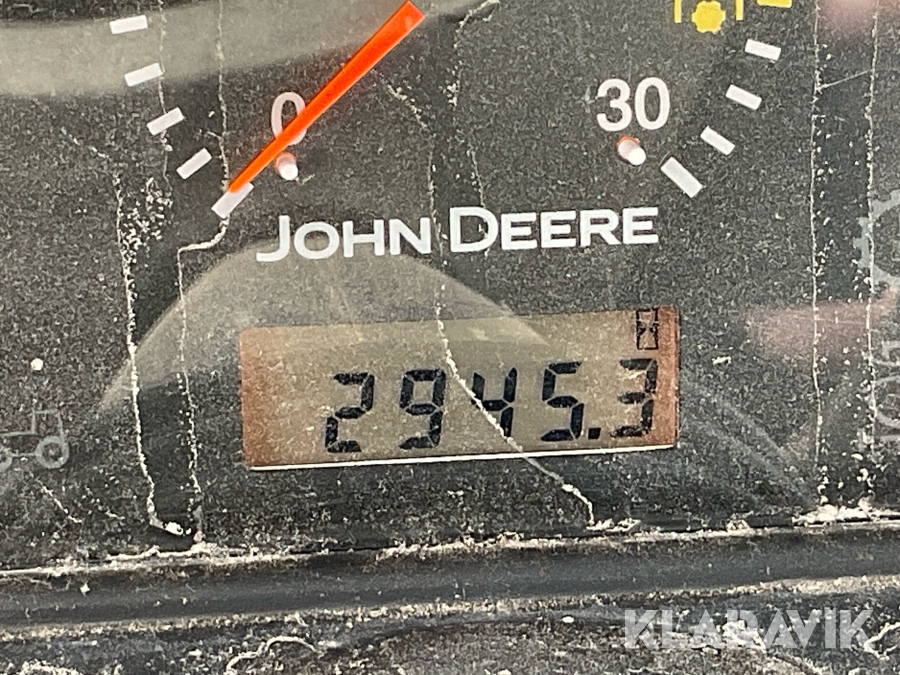 0 30
JOHN DEERE
2945.3
KLARAVIK